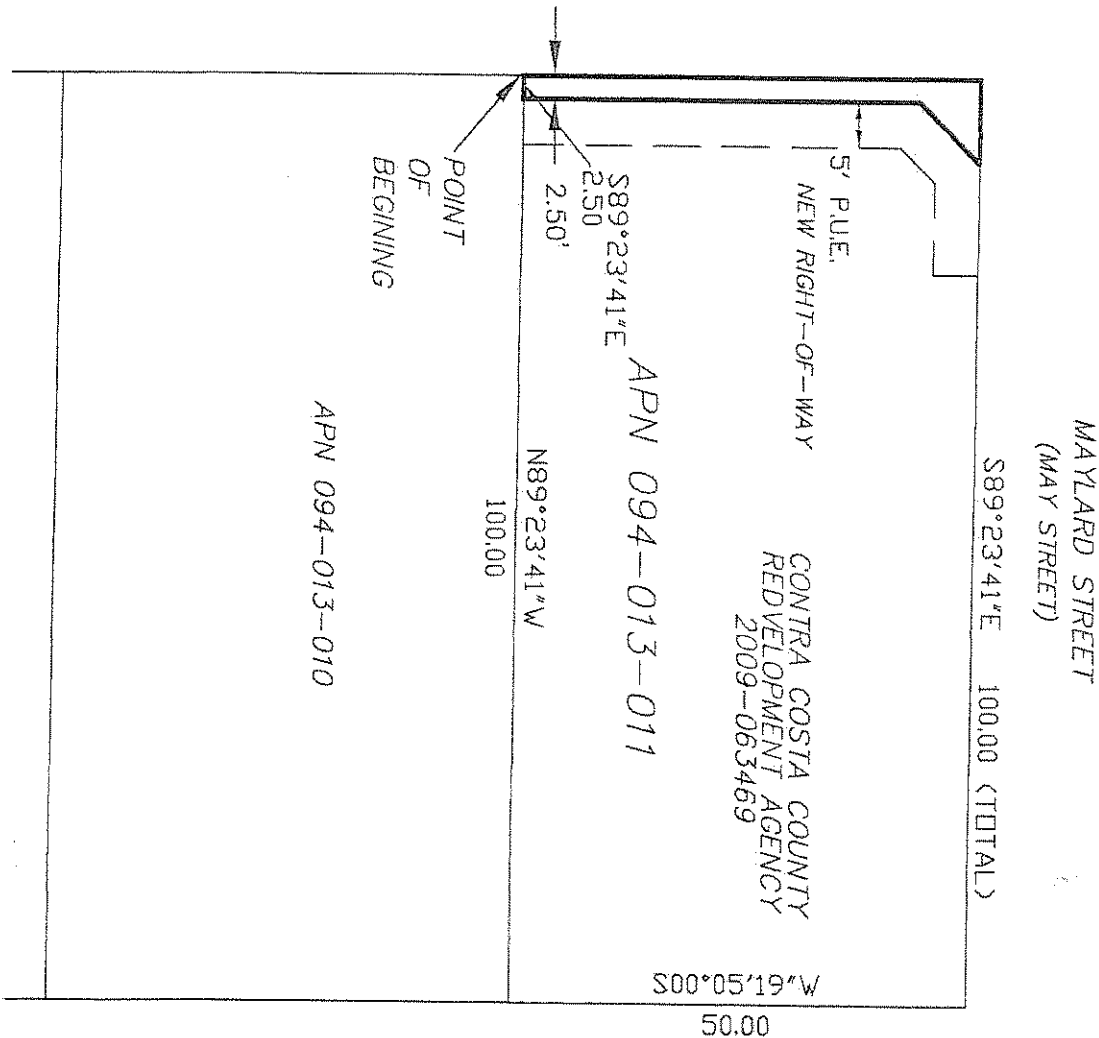 MAYLARD STREET
(MAY STREET)
S89°23'41"E 100.00 (TOTAL)
5' P.U.E.
NEW RIGHT-OF-WAY
CONTRA COSTA COUNTY
REDVELOPMENT AGENCY
2009-063469
S00°05'19"W
50.00
APN 094-013-011
S89°23'41"E
2.50
2.50'
N89°23'41"W
100.00
POINT
OF
BEGINING
APN 094-013-010